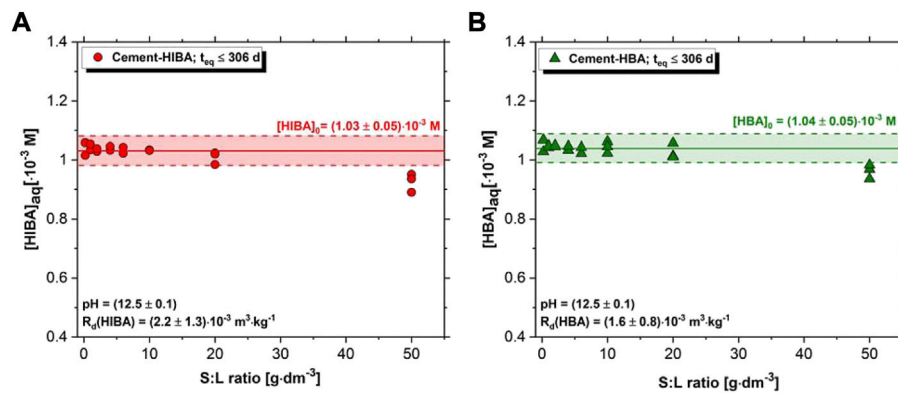 A
Cement-HIBA; t_eq ≤ 306 d
[HIBA]₀= (1.03 ± 0.05)·10⁻³ M
pH = (12.5 ± 0.1)
R_d(HIBA) = (2.2 ± 1.3)·10⁻³ m³·kg⁻¹
[HIBA]_aq[·10⁻³ M]
1.4
1.2
1
0.8
0.6
0.4
0
10
20
30
40
50
S:L ratio [g·dm⁻³]
B
Cement-HBA; t_eq ≤ 306 d
[HBA]₀ = (1.04 ± 0.05)·10⁻³ M
pH = (12.5 ± 0.1)
R_d(HBA) = (1.6 ± 0.8)·10⁻³ m³·kg⁻¹
[HBA]_aq[·10⁻³ M]
1.4
1.2
1
0.8
0.6
0.4
0
10
20
30
40
50
S:L ratio [g·dm⁻³]